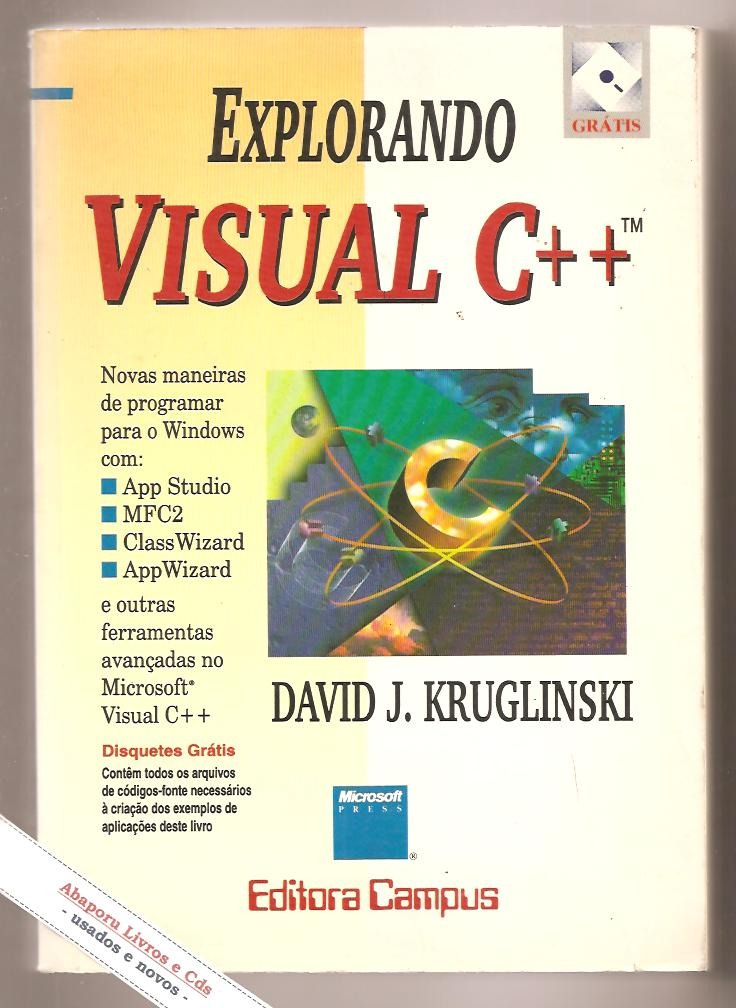 GRÁTIS
EXPLORANDO
VISUAL C++™
Novas maneiras
de programar
para o Windows
com:
App Studio
MFC2
ClassWizard
AppWizard
e outras
ferramentas
avançadas no
Microsoft®
Visual C++
DAVID J. KRUGLINSKI
Disquetes Grátis
Contêm todos os arquivos
de códigos-fonte necessários
à criação dos exemplos de
aplicações deste livro
Microsoft
PRESS
®
Editora Campus
Abaporu Livros e Cds
- usados e novos -